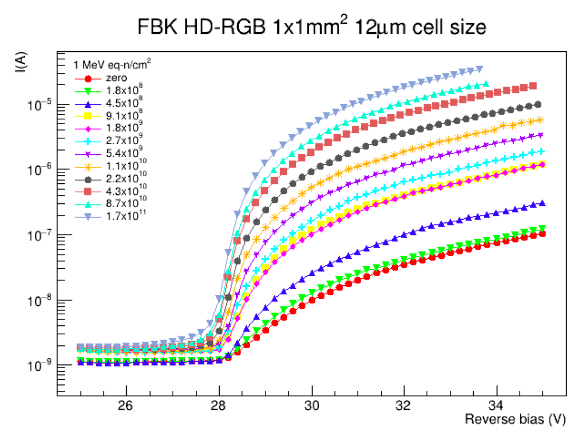 FBK HD-RGB 1x1mm² 12μm cell size
I(A)
1 MeV eq-n/cm²
zero
1.8x10⁸
4.5x10⁸
9.1x10⁸
1.8x10⁹
2.7x10⁹
5.4x10⁹
1.1x10¹⁰
2.2x10¹⁰
4.3x10¹⁰
8.7x10¹⁰
1.7x10¹¹
10⁻⁵
10⁻⁶
10⁻⁷
10⁻⁸
10⁻⁹
26 28 30 32 34
Reverse bias (V)